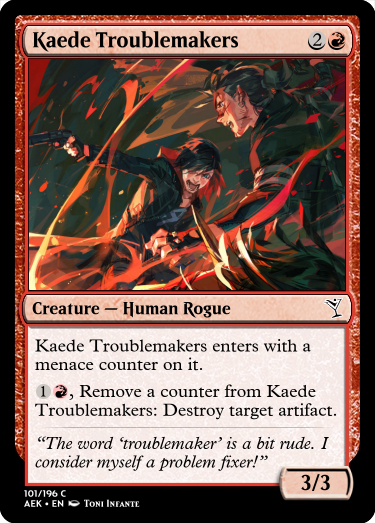 Kaede Troublemakers 2
Creature — Human Rogue
Kaede Troublemakers enters with a
menace counter on it.
1 , Remove a counter from Kaede
Troublemakers: Destroy target artifact.
“The word ‘troublemaker’ is a bit rude. I
consider myself a problem fixer!”
3/3
101/196 C
AEK • EN Toni Infante